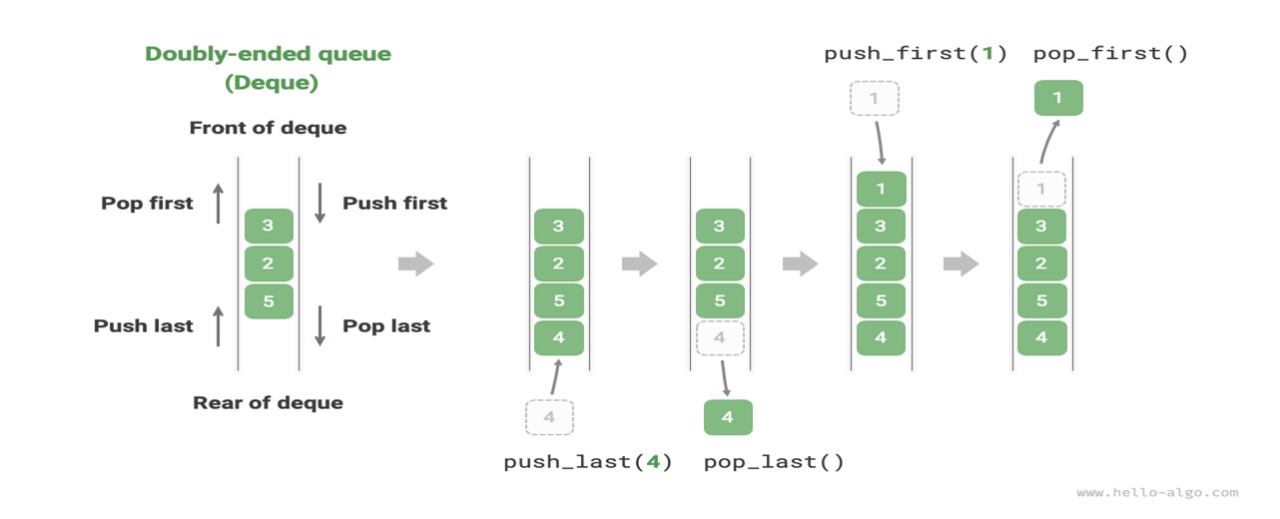 Doubly-ended queue
(Deque)
Front of deque
Pop first
Push first
3
2
5
Push last
Pop last
Rear of deque
3
2
5
4
4
push_last(4)
3
2
5
4
4
pop_last()
push_first(1)
1
1
3
2
5
4
pop_first()
1
1
3
2
5
4
www.hello-algo.com